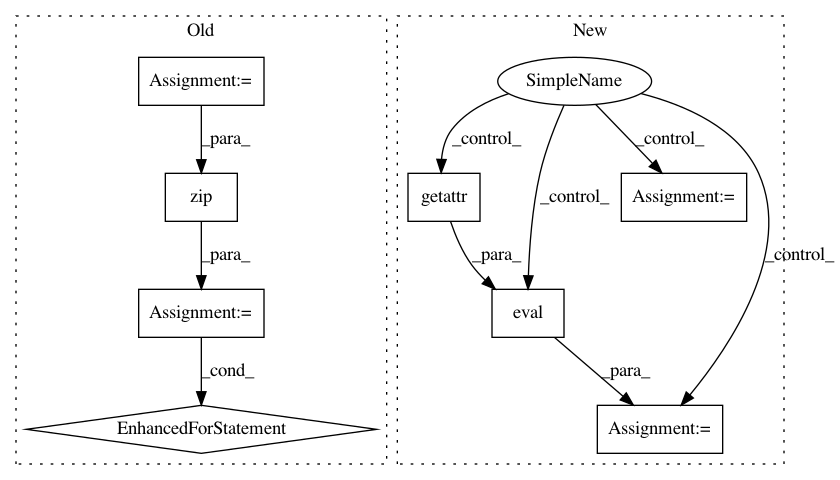 Old
New
Assignment:=
SimpleName
_para_
_control_
_control_
zip
getattr
_control_
Assignment:=
_control_
_para_
_para_
Assignment:=
eval
_cond_
_para_
EnhancedForStatement
Assignment:=